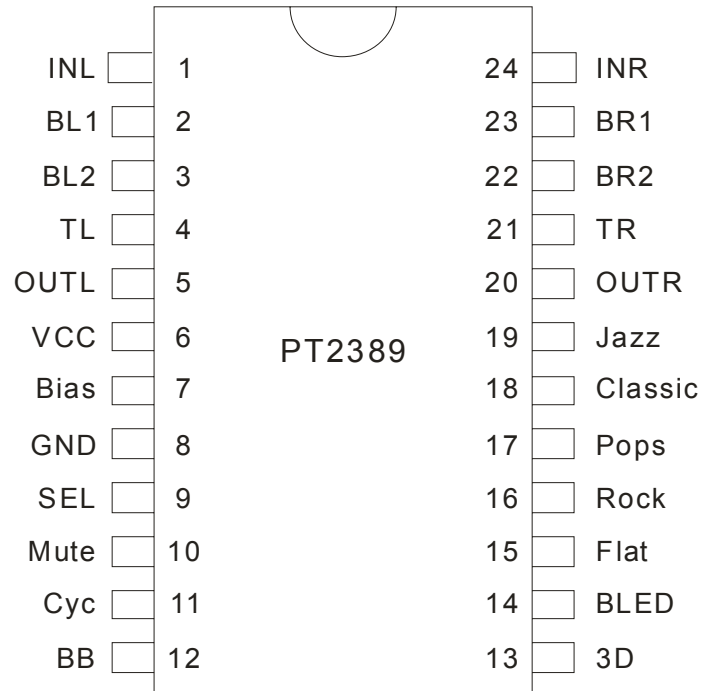 INL 1 24 INR
BL1 2 23 BR1
BL2 3 22 BR2
TL 4 21 TR
OUTL 5 20 OUTR
VCC 6 19 Jazz
PT2389
Bias 7 18 Classic
GND 8 17 Pops
SEL 9 16 Rock
Mute 10 15 Flat
Cyc 11 14 BLED
BB 12 13 3D